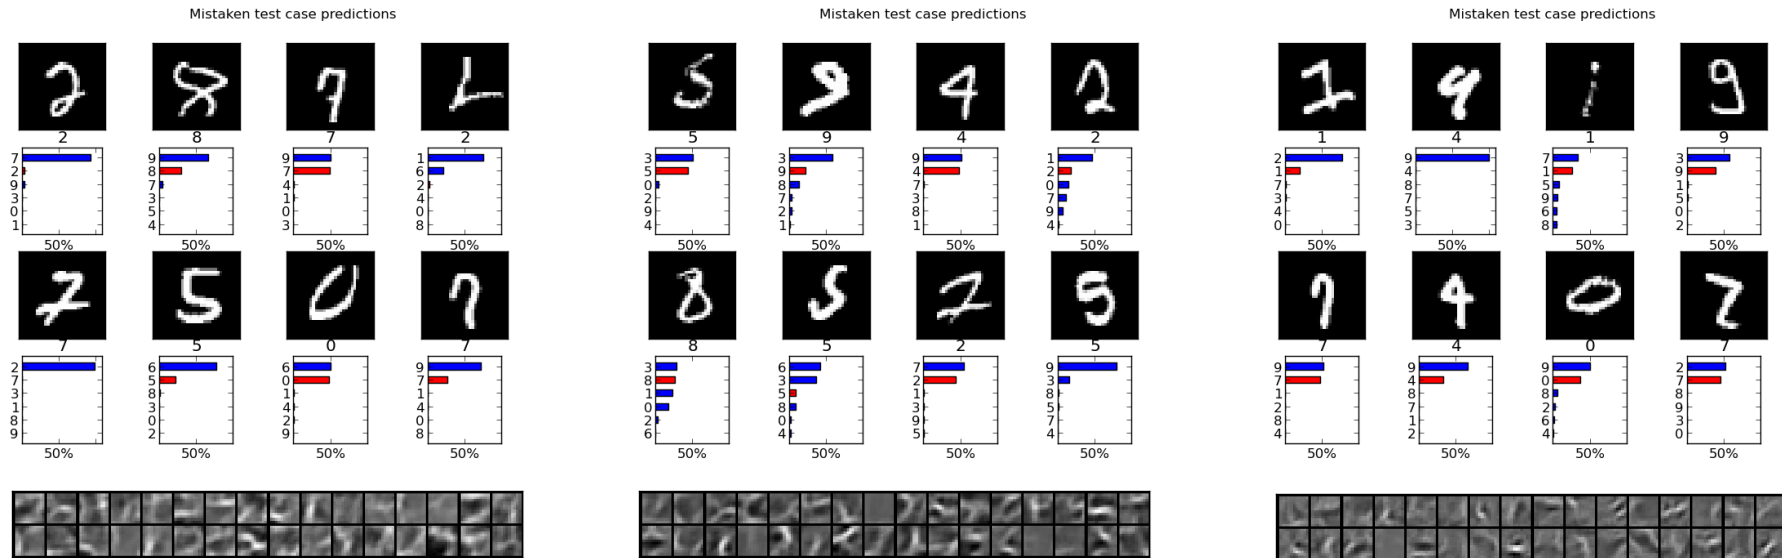 Mistaken test case predictions Mistaken test case predictions Mistaken test case predictions
2 8 7 2 5 9 4 2 1 4 1 9
7 9 9 1 3 3 9 1 2 9 7 3
2 8 7 6 5 9 4 2 1 4 1 9
9 7 4 2 0 8 7 0 7 8 5 1
3 3 1 4 7 7 3 7 3 7 9 5
0 5 0 0 2 2 8 9 4 5 6 0
1 4 3 8 4 1 1 4 0 3 8 2
50% 50% 50% 50% 50% 50% 50% 50% 50% 50% 50% 50%
7 5 0 7 8 5 2 5 7 4 0 7
2 6 6 9 3 6 7 9 9 9 9 2
7 5 0 7 8 3 2 3 7 4 0 7
3 8 1 1 1 5 1 8 1 8 8 8
1 3 4 4 0 8 3 5 2 7 2 9
8 0 2 0 2 0 9 7 8 1 6 3
9 2 9 8 6 4 5 4 4 2 4 0
50% 50% 50% 50% 50% 50% 50% 50% 50% 50% 50% 50%